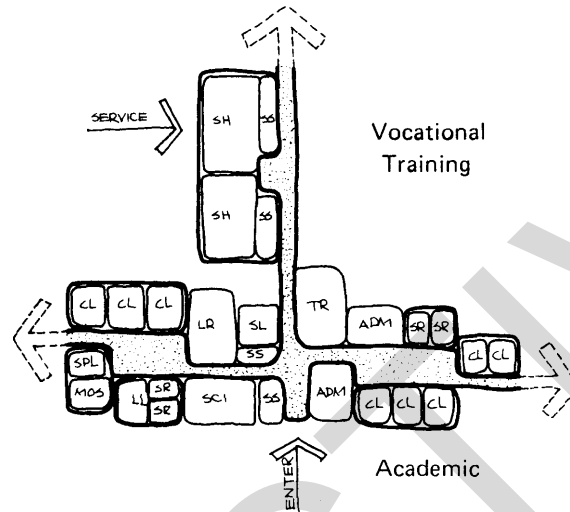 SERVICE
SH
SS
Vocational
Training
SH
SS
CL CL CL
LR
SL
SS
TR
ADM
SR SR
CL CL
SPL
MOS
LL
SR
SR
SCI
SS
ADM
CL CL CL
ENTER
Academic